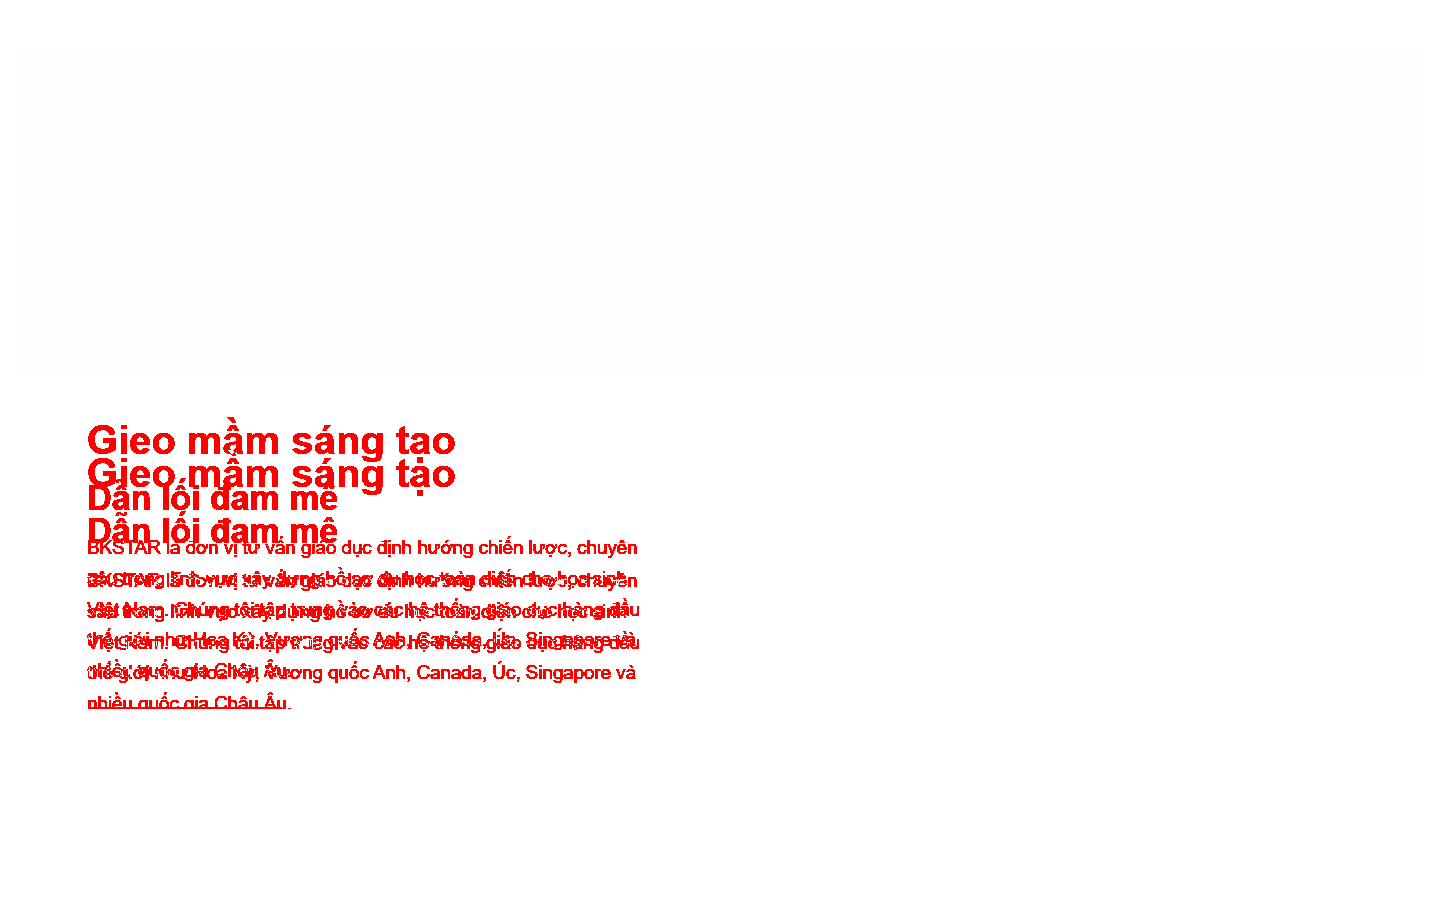 Gieo mầm sáng tạo
Gieo mầm sáng tạo
Dẫn lối đam mê
Dẫn lối đam mê
BKSTAR là đơn vị tư vấn giáo dục định hướng chiến lược, chuyên
sâu trong lĩnh vực xây dựng hồ sơ du học toàn diện cho học sinh
BKSTAR là đơn vị tư vấn giáo dục định hướng chiến lược, chuyên
Việt Nam. Chúng tôi tập trung vào các hệ thống giáo dục hàng đầu
sâu trong lĩnh vực xây dựng hồ sơ du học toàn diện cho học sinh
thế giới như Hoa Kỳ, Vương quốc Anh, Canada, Úc, Singapore và
Việt Nam. Chúng tôi tập trung vào các hệ thống giáo dục hàng đầu
nhiều quốc gia Châu Âu.
thế giới như Hoa Kỳ, Vương quốc Anh, Canada, Úc, Singapore và
nhiều quốc gia Châu Âu.